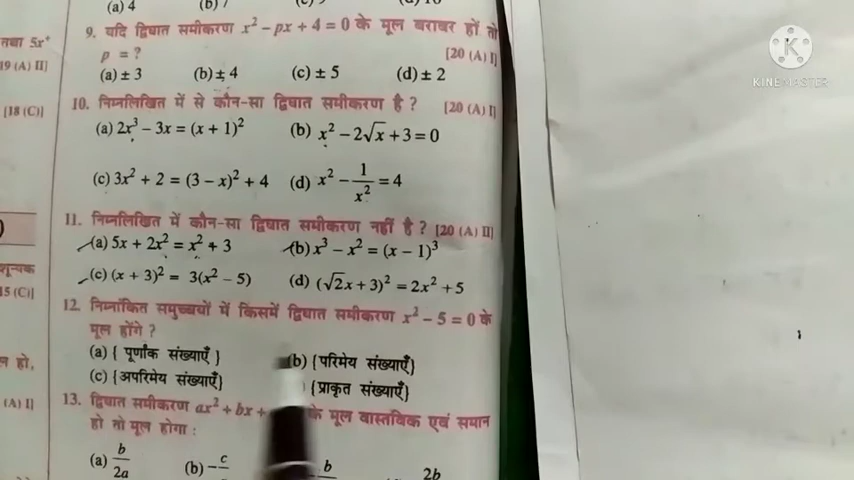 (a) 4 (b) 7
9. यदि द्विघात समीकरण x² − px + 4 = 0 के मूल बराबर हों तो
तथा 5x
p = ? [20 (A) I]
19 (A) II]
(a) ± 3 (b) ± 4 (c) ± 5 (d) ± 2
10. निम्नलिखित में से कौन-सा द्विघात समीकरण है ? [20 (A) I]
[18 (C)]
(a) 2x³ − 3x = (x + 1)² (b) x² − 2√x + 3 = 0
(c) 3x² + 2 = (3 − x)² + 4 (d) x² − 1/x² = 4
11. निम्नलिखित में कौन-सा द्विघात समीकरण नहीं है ? [20 (A) II]
(a) 5x + 2x² = x² + 3 (b) x³ − x² = (x − 1)³
(c) (x + 3)² = 3(x² − 5) (d) (√2x + 3)² = 2x² + 5
15 (C)]
12. निम्नांकित समुच्चयों में किसमें द्विघात समीकरण x² − 5 = 0 के
मूल होंगे ?
(a) { पूर्णांक संख्याएँ } (b) {परिमेय संख्याएँ}
(c) {अपरिमेय संख्याएँ} {प्राकृत संख्याएँ}
(A) I]
13. द्विघात समीकरण ax² + bx + के मूल वास्तविक एवं समान
हो तो मूल होगा :
(a) b/2a (b) −c b 2b
KINEMASTER